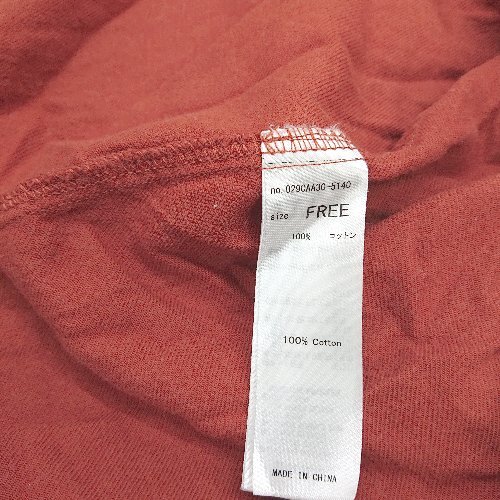 no.029CAA30-5140
size FREE
100% コットン
100% Cotton
MADE IN CHINA